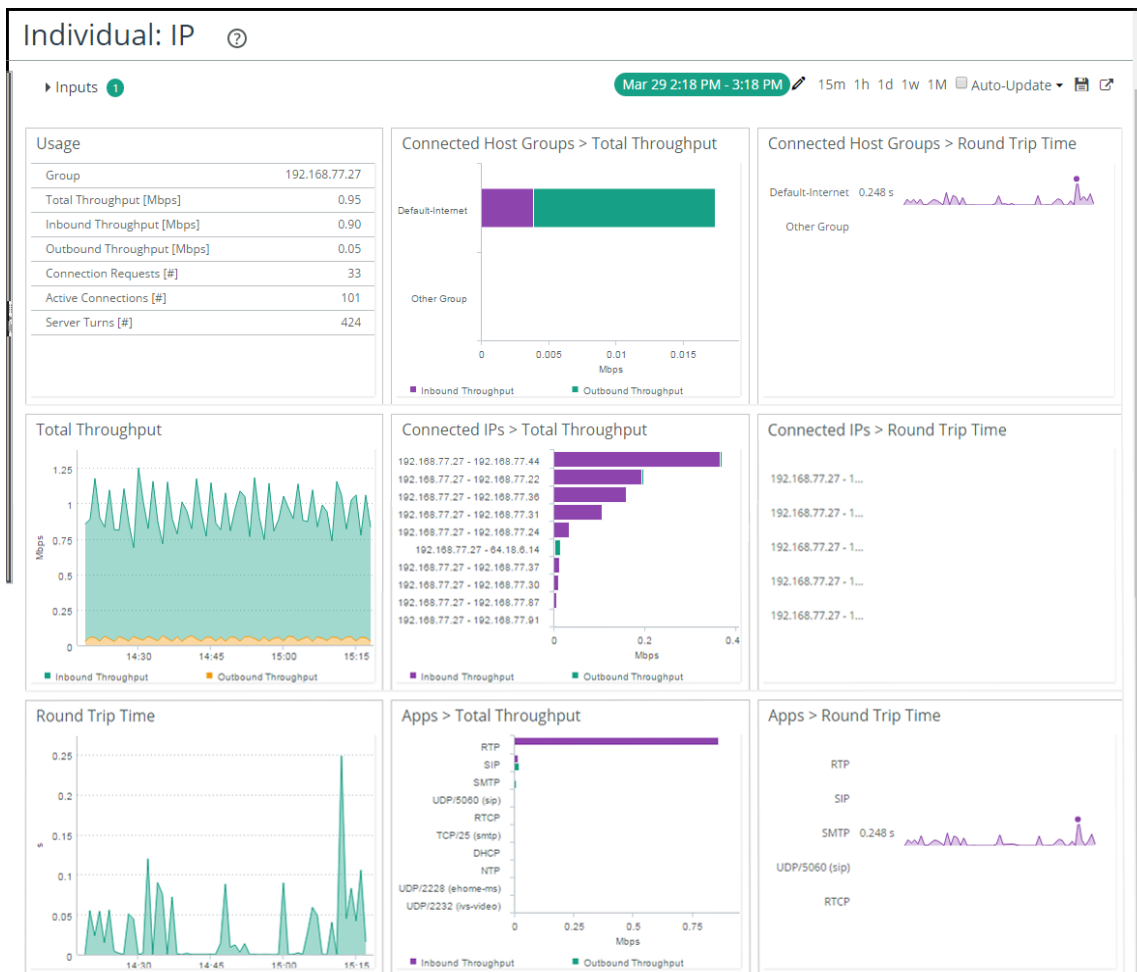 Individual: IP ?
Inputs 1
Mar 29 2:18 PM - 3:18 PM 15m 1h 1d 1w 1M Auto-Update
Usage
Group 192.168.77.27
Total Throughput [Mbps] 0.95
Inbound Throughput [Mbps] 0.90
Outbound Throughput [Mbps] 0.05
Connection Requests [#] 33
Active Connections [#] 101
Server Turns [#] 424
Connected Host Groups > Total Throughput
Default-Internet
Other Group
0 0.005 0.01 0.015
Mbps
Inbound Throughput Outbound Throughput
Connected Host Groups > Round Trip Time
Default-Internet 0.248 s
Other Group
Total Throughput
1.25
1
0.75
0.5
0.25
0
Mbps
14:30 14:45 15:00 15:15
Inbound Throughput Outbound Throughput
Connected IPs > Total Throughput
192.168.77.27 - 192.168.77.44
192.168.77.27 - 192.168.77.22
192.168.77.27 - 192.168.77.36
192.168.77.27 - 192.168.77.31
192.168.77.27 - 192.168.77.24
192.168.77.27 - 64.18.6.14
192.168.77.27 - 192.168.77.37
192.168.77.27 - 192.168.77.30
192.168.77.27 - 192.168.77.87
192.168.77.27 - 192.168.77.91
0 0.2 0.4
Mbps
Inbound Throughput Outbound Throughput
Connected IPs > Round Trip Time
192.168.77.27 - 1...
192.168.77.27 - 1...
192.168.77.27 - 1...
192.168.77.27 - 1...
192.168.77.27 - 1...
Round Trip Time
0.25
0.2
0.15
0.1
0.05
0
s
14:30 14:45 15:00 15:15
Apps > Total Throughput
RTP
SIP
SMTP
UDP/5060 (sip)
RTCP
TCP/25 (smtp)
DHCP
NTP
UDP/2228 (ehome-ms)
UDP/2232 (ivs-video)
0 0.25 0.5 0.75
Mbps
Inbound Throughput Outbound Throughput
Apps > Round Trip Time
RTP
SIP
SMTP 0.248 s
UDP/5060 (sip)
RTCP